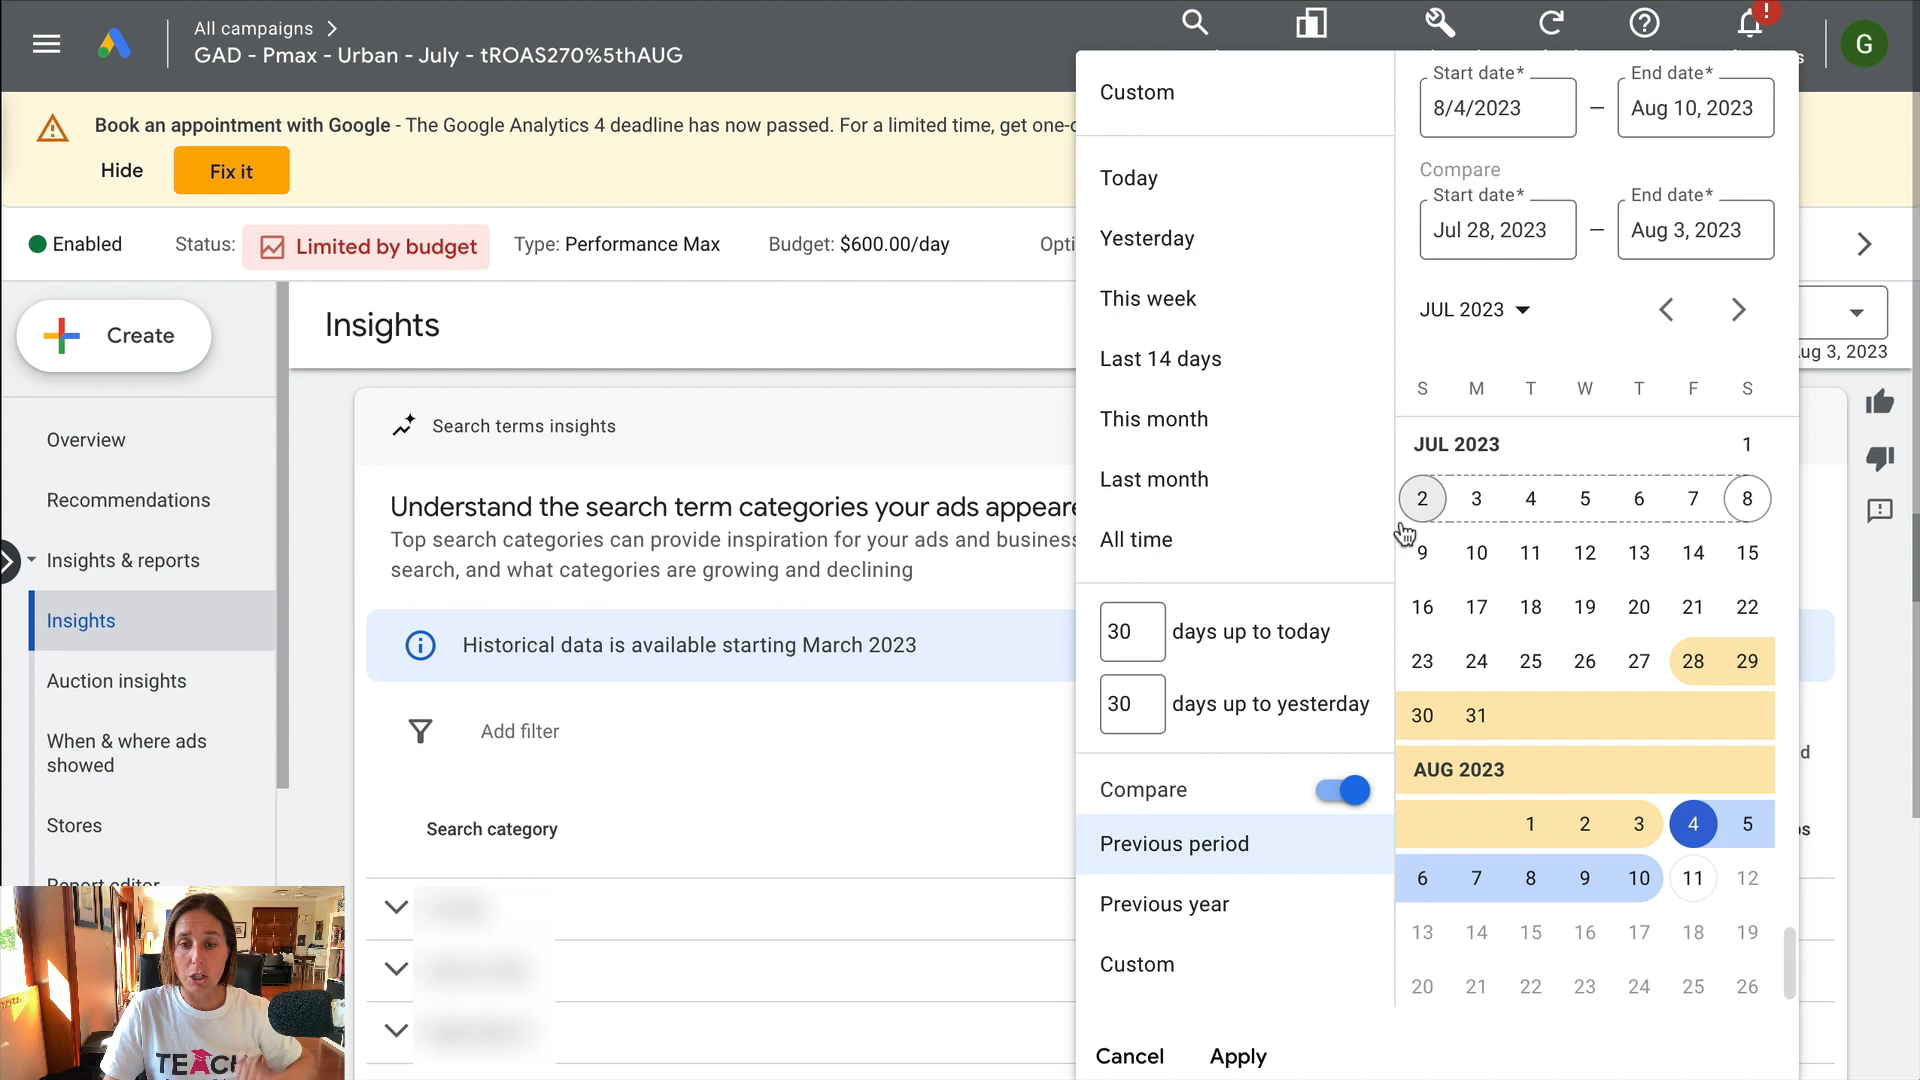 All campaigns
GAD - Pmax - Urban - July - tROAS270%5thAUG
!
G
Book an appointment with Google - The Google Analytics 4 deadline has now passed. For a limited time, get one-
Hide
Fix it
Enabled
Status:
Limited by budget
Type: Performance Max
Budget: $600.00/day
Opti
Create
Insights
ug 3, 2023
Overview
Recommendations
Insights & reports
Insights
Auction insights
When & where ads
showed
Stores
Report editor
Search terms insights
Understand the search term categories your ads appeare
Top search categories can provide inspiration for your ads and business
search, and what categories are growing and declining
Historical data is available starting March 2023
Add filter
Search category
Custom
Today
Yesterday
This week
Last 14 days
This month
Last month
All time
30 days up to today
30 days up to yesterday
Compare
Previous period
Previous year
Custom
Cancel
Apply
Start date*
End date*
8/4/2023 – Aug 10, 2023
Compare
Start date*
End date*
Jul 28, 2023 – Aug 3, 2023
JUL 2023
S M T W T F S
JUL 2023 1
2 3 4 5 6 7 8
9 10 11 12 13 14 15
16 17 18 19 20 21 22
23 24 25 26 27 28 29
30 31
AUG 2023
1 2 3 4 5
6 7 8 9 10 11 12
13 14 15 16 17 18 19
20 21 22 23 24 25 26
TEACH